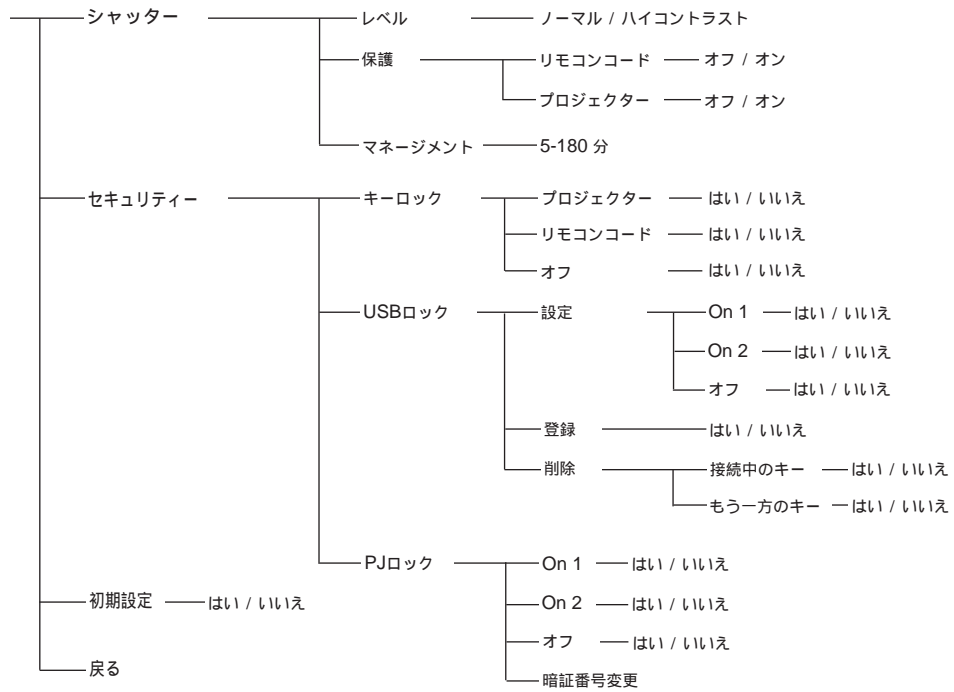 シャッター レベル ノーマル / ハイコントラスト
保護 リモコンコード オフ / オン
プロジェクター オフ / オン
マネージメント 5-180 分
セキュリティー キーロック プロジェクター はい / いいえ
リモコンコード はい / いいえ
オフ はい / いいえ
USBロック 設定 On 1 はい / いいえ
On 2 はい / いいえ
オフ はい / いいえ
登録 はい / いいえ
削除 接続中のキー はい / いいえ
もう一方のキー はい / いいえ
PJロック On 1 はい / いいえ
初期設定 はい / いいえ On 2 はい / いいえ
オフ はい / いいえ
戻る 暗証番号変更